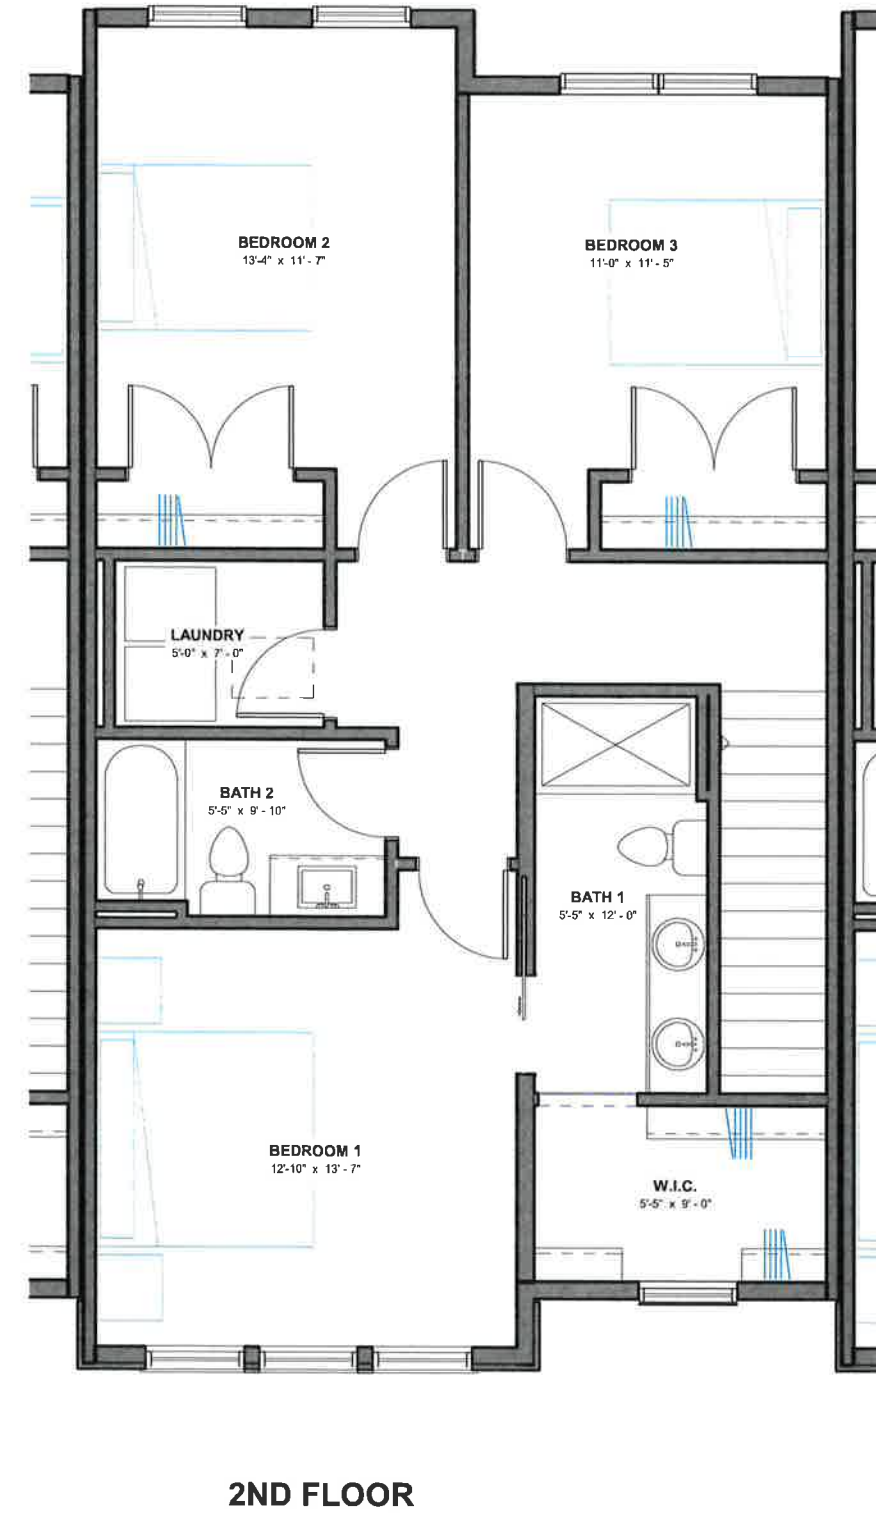 BEDROOM 2
13'-4" x 11' - 7"
BEDROOM 3
11'-0" x 11' - 5"
LAUNDRY
5'-0" x 7' - 0"
BATH 2
5'-5" x 9' - 10"
BATH 1
5'-5" x 12' - 0"
BEDROOM 1
12'-10" x 13' - 7"
W.I.C.
5'-5" x 9' - 0"
2ND FLOOR